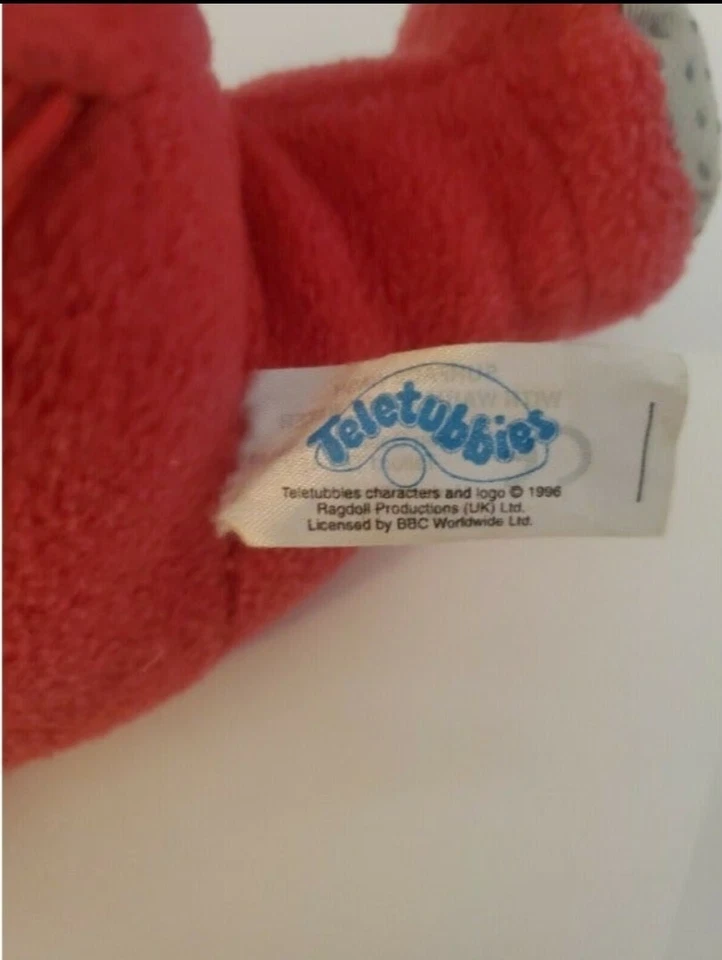 Teletubbies
Teletubbies characters and logo © 1996
Ragdoll Productions (UK) Ltd.
Licensed by BBC Worldwide Ltd.